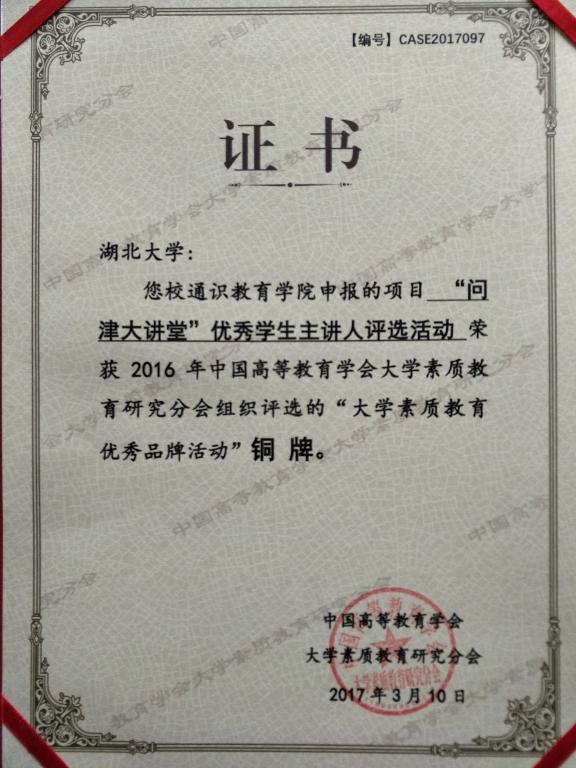 【编号】CASE2017097
证书
湖北大学：
您校通识教育学院申报的项目 “问
津大讲堂”优秀学生主讲人评选活动 荣
获 2016 年中国高等教育学会大学素质教
育研究分会组织评选的“大学素质教育
优秀品牌活动”铜 牌。
中国高等教育学会
大学素质教育研究分会
2017 年 3 月 10 日